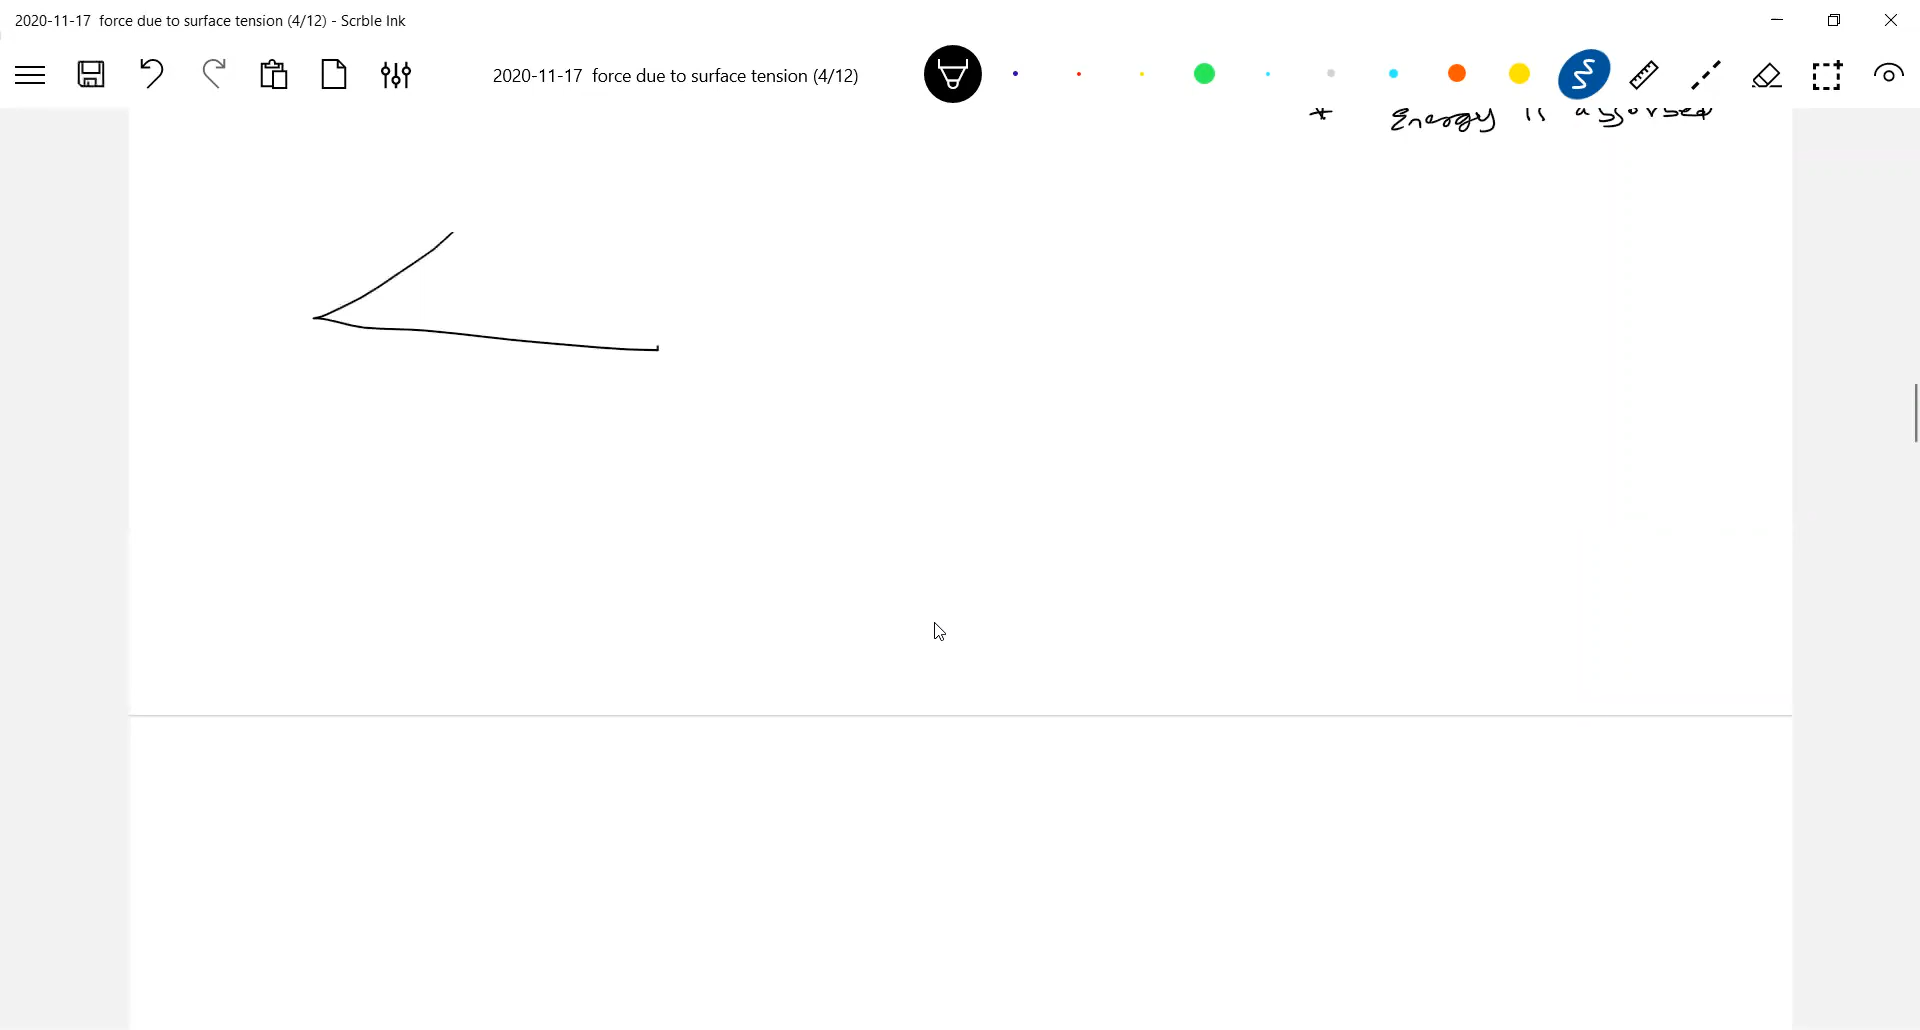 2020-11-17 force due to surface tension (4/12) - Scrble Ink
2020-11-17 force due to surface tension (4/12)
* Energy is